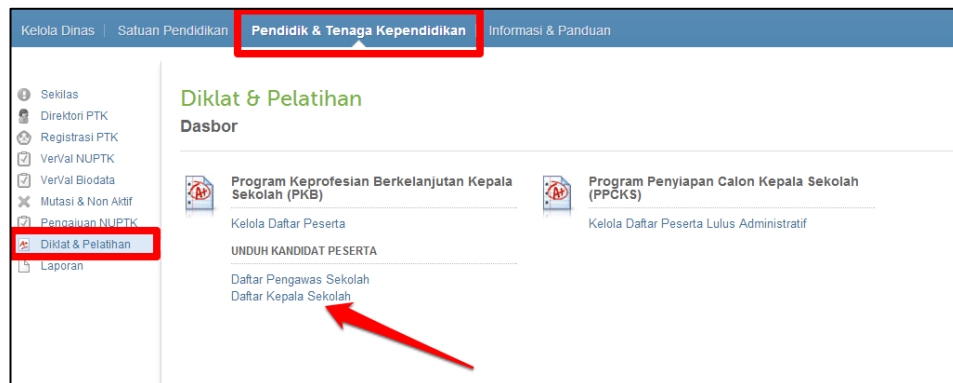 Kelola Dinas | Satuan Pendidikan | Pendidik & Tenaga Kependidikan | Informasi & Panduan
Sekilas
Direktori PTK
Registrasi PTK
VerVal NUPTK
VerVal Biodata
Mutasi & Non Aktif
Pengajuan NUPTK
Diklat & Pelatihan
Laporan
Diklat & Pelatihan
Dasbor
Program Keprofesian Berkelanjutan Kepala
Sekolah (PKB)
Kelola Daftar Peserta
UNDUH KANDIDAT PESERTA
Daftar Pengawas Sekolah
Daftar Kepala Sekolah
Program Penyiapan Calon Kepala Sekolah
(PPCKS)
Kelola Daftar Peserta Lulus Administratif